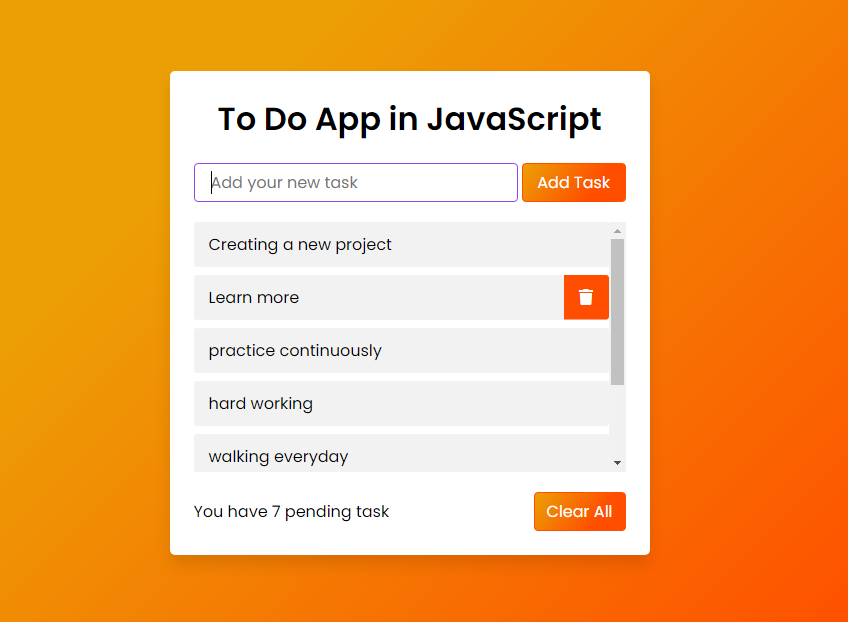 To Do App in JavaScript
Add your new task
Add Task
Creating a new project
Learn more
practice continuously
hard working
walking everyday
You have 7 pending task
Clear All